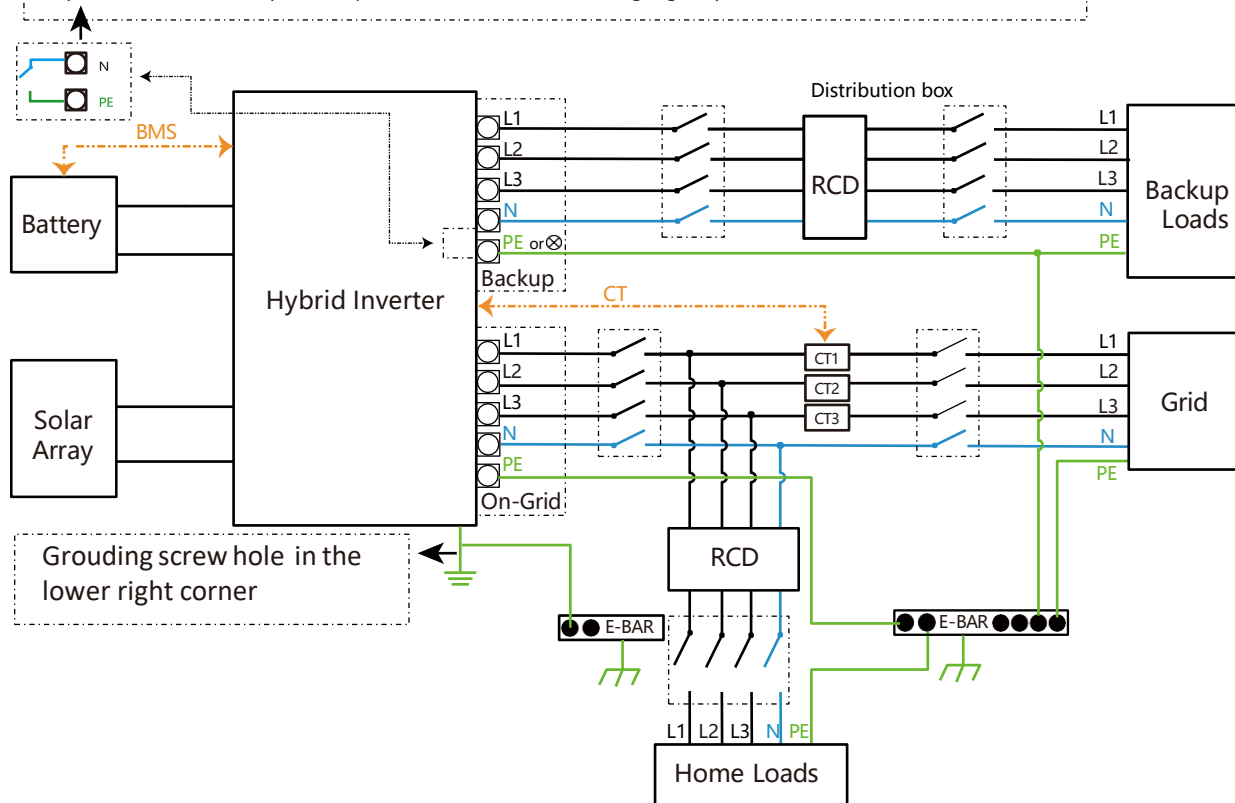 N
PE
BMS
Battery
Solar
Array
Hybrid Inverter
L1
L2
L3
N
PE or⊗
Backup
Distribution box
RCD
L1
L2
L3
N
PE
Backup
Loads
CT
L1
L2
L3
N
PE
On-Grid
CT1
CT2
CT3
L1
L2
L3
N
PE
Grid
Grounding screw hole in the
lower right corner
RCD
E-BAR
E-BAR
L1 L2 L3 N PE
Home Loads